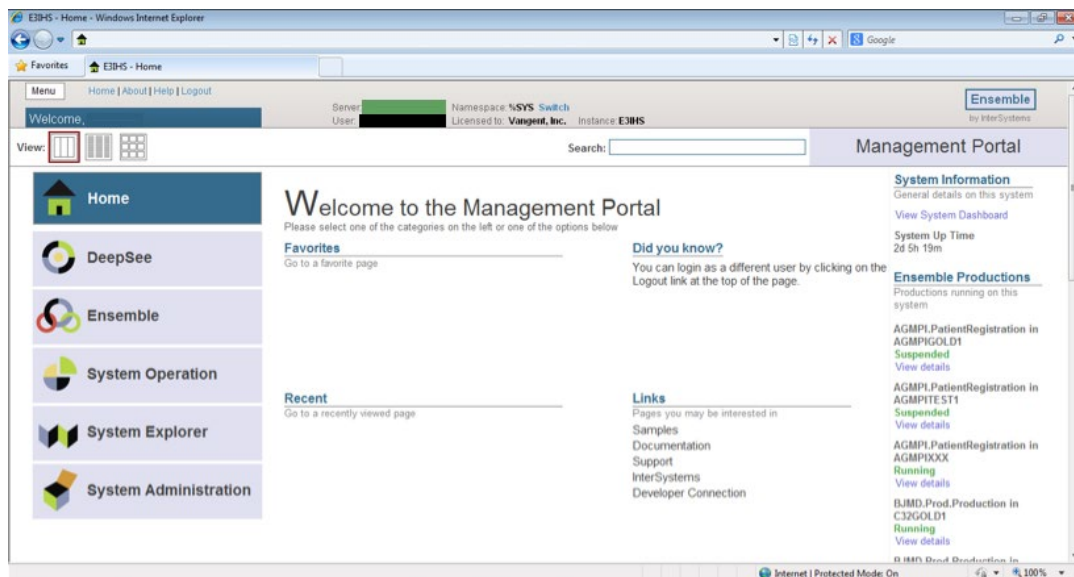 E3IHS - Home - Windows Internet Explorer
Google
Favorites
E3IHS - Home
Menu
Home | About | Help | Logout
Server:
Namespace: %SYS Switch
User:
Licensed to: Vangent, Inc. Instance: E3IHS
Ensemble
by InterSystems
Welcome,
View:
Search:
Management Portal
Home
DeepSee
Ensemble
System Operation
System Explorer
System Administration
Welcome to the Management Portal
Please select one of the categories on the left or one of the options below
Favorites
Go to a favorite page
Did you know?
You can login as a different user by clicking on the
Logout link at the top of the page.
Recent
Go to a recently viewed page
Links
Pages you may be interested in
Samples
Documentation
Support
InterSystems
Developer Connection
System Information
General details on this system
View System Dashboard
System Up Time
2d 5h 19m
Ensemble Productions
Productions running on this
system
AGMPI.PatientRegistration in
AGMPIGOLD1
Suspended
View details
AGMPI.PatientRegistration in
AGMPITEST1
Suspended
View details
AGMPI.PatientRegistration in
AGMPIXXX
Running
View details
BJMD.Prod.Production in
C32GOLD1
Running
View details
BJMD.Prod.Production in
Internet | Protected Mode: On
100%